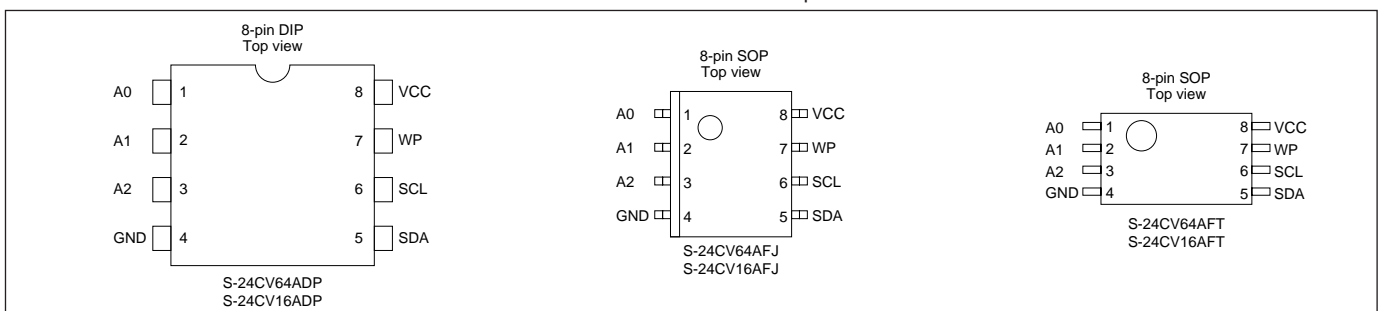 8-pin DIP
Top view
A0 1 8 VCC
A1 2 7 WP
A2 3 6 SCL
GND 4 5 SDA
S-24CV64ADP
S-24CV16ADP
8-pin SOP
Top view
A0 1 8 VCC
A1 2 7 WP
A2 3 6 SCL
GND 4 5 SDA
S-24CV64AFJ
S-24CV16AFJ
8-pin SOP
Top view
A0 1 8 VCC
A1 2 7 WP
A2 3 6 SCL
GND 4 5 SDA
S-24CV64AFT
S-24CV16AFT